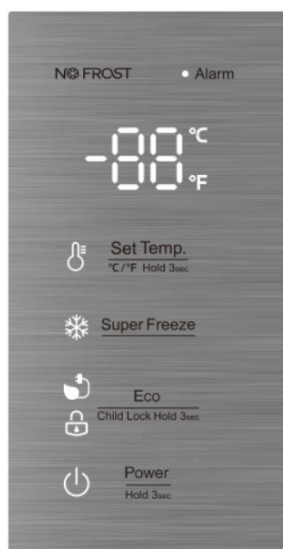 NO FROST
Alarm
-88 °C
°F
Set Temp.
°C/°F Hold 3sec
Super Freeze
Eco
Child Lock Hold 3sec
Power
Hold 3sec